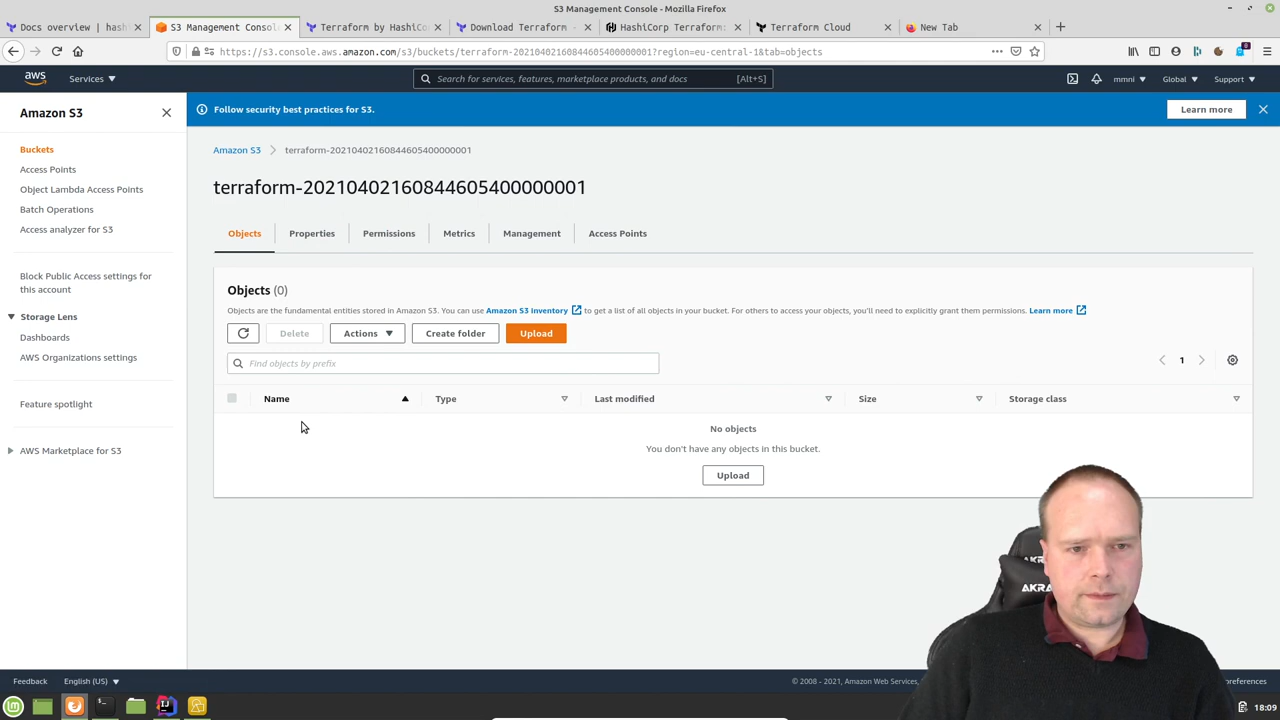 S3 Management Console - Mozilla Firefox
Docs overview | hash
S3 Management Conso
Terraform by HashiCo
Download Terraform -
HashiCorp Terraform:
Terraform Cloud
New Tab
https://s3.console.aws.amazon.com/s3/buckets/terraform-20210402160844605400000001?region=eu-central-1&tab=objects
8
aws
Services
Search for services, features, marketplace products, and docs
[Alt+S]
mmni
Global
Support
Amazon S3
Follow security best practices for S3.
Learn more
Buckets
Access Points
Object Lambda Access Points
Batch Operations
Access analyzer for S3
Block Public Access settings for
this account
Storage Lens
Dashboards
AWS Organizations settings
Feature spotlight
AWS Marketplace for S3
Amazon S3
terraform-20210402160844605400000001
terraform-20210402160844605400000001
Objects
Properties
Permissions
Metrics
Management
Access Points
Objects (0)
Objects are the fundamental entities stored in Amazon S3. You can use Amazon S3 inventory to get a list of all objects in your bucket. For others to access your objects, you'll need to explicitly grant them permissions. Learn more
Delete
Actions
Create folder
Upload
Find objects by prefix
1
Name
Type
Last modified
Size
Storage class
No objects
You don't have any objects in this bucket.
Upload
AKRA
Feedback
English (US)
© 2008 - 2021, Amazon Web Services,
preferences
18:09